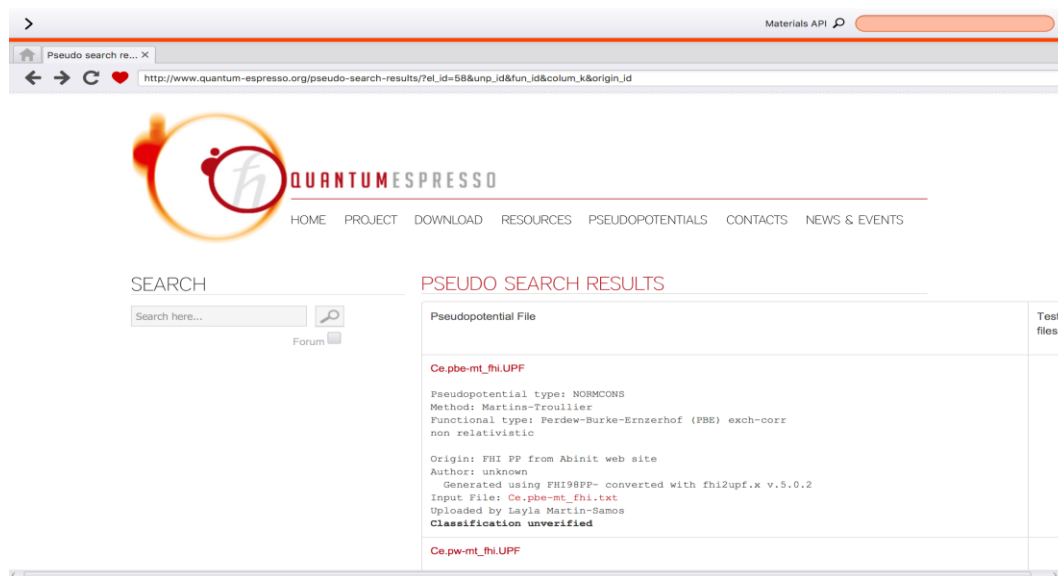 Materials API
Pseudo search re... ×
http://www.quantum-espresso.org/pseudo-search-results/?el_id=58&unp_id&fun_id&colum_k&origin_id
ħ
QUANTUMESPRESSO
HOME PROJECT DOWNLOAD RESOURCES PSEUDOPOTENTIALS CONTACTS NEWS & EVENTS
SEARCH
Search here...
Forum
PSEUDO SEARCH RESULTS
Pseudopotential File
Test
files
Ce.pbe-mt_fhi.UPF
Pseudopotential type: NORMCONS
Method: Martins-Troullier
Functional type: Perdew-Burke-Ernzerhof (PBE) exch-corr
non relativistic
Origin: FHI PP from Abinit web site
Author: unknown
Generated using FHI98PP- converted with fhi2upf.x v.5.0.2
Input File: Ce.pbe-mt_fhi.txt
Uploaded by Layla Martin-Samos
Classification unverified
Ce.pw-mt_fhi.UPF